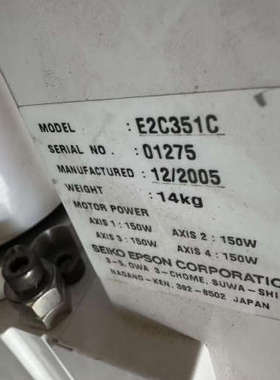 MODEL : E2C351C
SERIAL NO. : 01275
MANUFACTURED : 12/2005
WEIGHT : 14kg
MOTOR POWER
AXIS 1 : 150W AXIS 2 : 150W
AXIS 3 : 150W AXIS 4 : 150W
SEIKO EPSON CORPORATIO
3-5, OWA 3-CHOME, SUWA-SHI
NAGANO-KEN, 392-8502 JAPAN